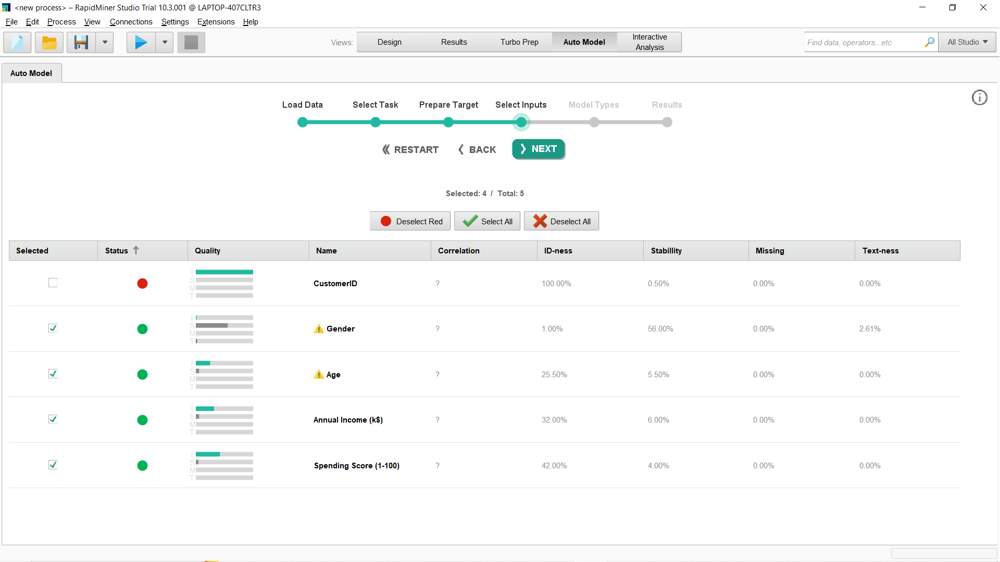 <new process> – RapidMiner Studio Trial 10.3.001 @ LAPTOP-407CLTR3
File Edit Process View Connections Settings Extensions Help
Views: Design Results Turbo Prep Auto Model Interactive Analysis Find data, operators...etc All Studio
Auto Model
Load Data Select Task Prepare Target Select Inputs Model Types Results
RESTART BACK NEXT
Selected: 4 / Total: 5
Deselect Red Select All Deselect All
Selected Status Quality Name Correlation ID-ness Stabillity Missing Text-ness
I S M T CustomerID ? 100.00% 0.50% 0.00% 0.00%
I S M T Gender ? 1.00% 56.00% 0.00% 2.61%
I S M T Age ? 25.50% 5.50% 0.00% 0.00%
I S M T Annual Income (k$) ? 32.00% 6.00% 0.00% 0.00%
I S M T Spending Score (1-100) ? 42.00% 4.00% 0.00% 0.00%